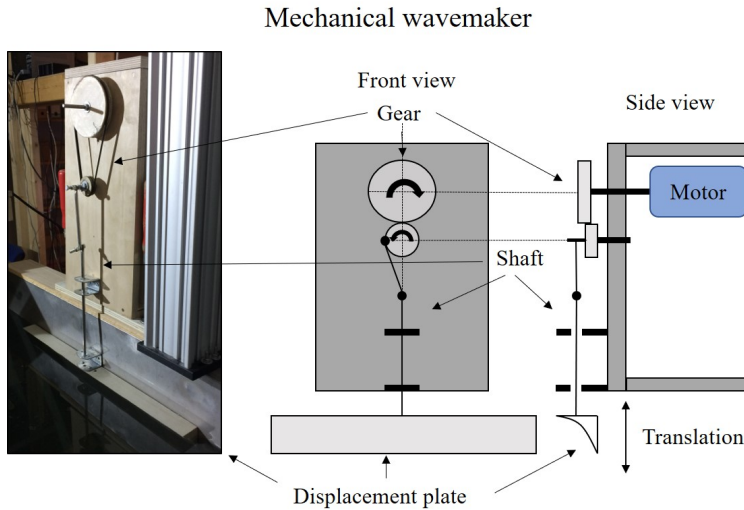 Mechanical wavemaker
Front view
Gear
Side view
Motor
Shaft
Translation
Displacement plate